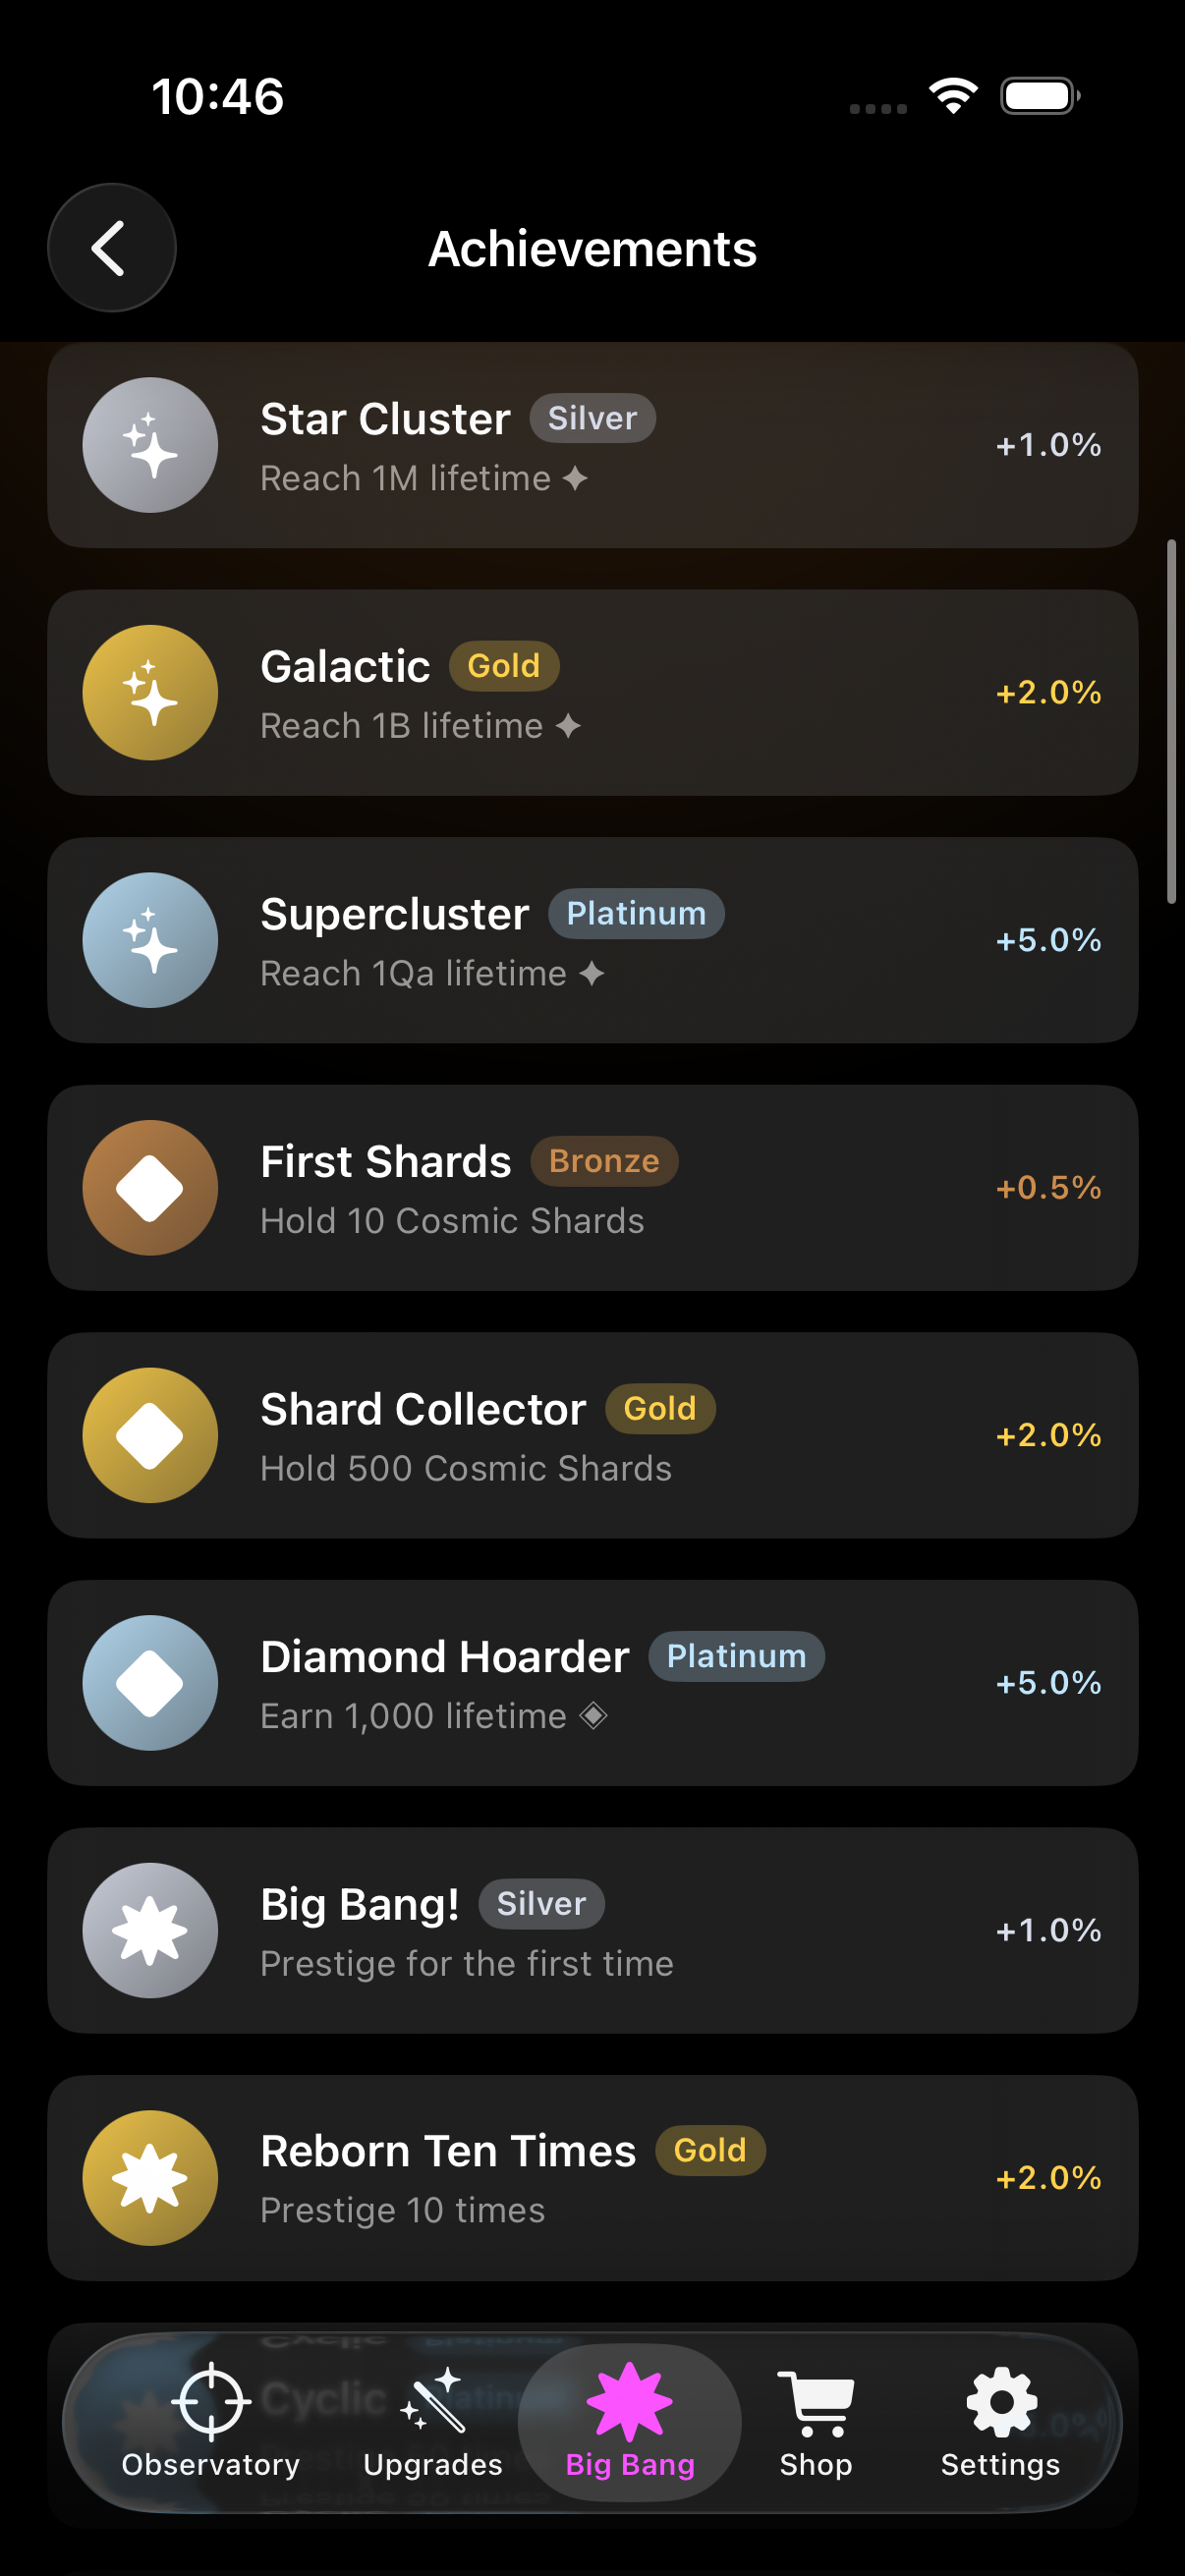 10:46
Achievements
Star Cluster Silver
Reach 1M lifetime ✦
+1.0%
Galactic Gold
Reach 1B lifetime ✦
+2.0%
Supercluster Platinum
Reach 1Qa lifetime ✦
+5.0%
First Shards Bronze
Hold 10 Cosmic Shards
+0.5%
Shard Collector Gold
Hold 500 Cosmic Shards
+2.0%
Diamond Hoarder Platinum
Earn 1,000 lifetime ◈
+5.0%
Big Bang! Silver
Prestige for the first time
+1.0%
Reborn Ten Times Gold
Prestige 10 times
+2.0%
Cyclic
Observatory Upgrades Big Bang Shop Settings